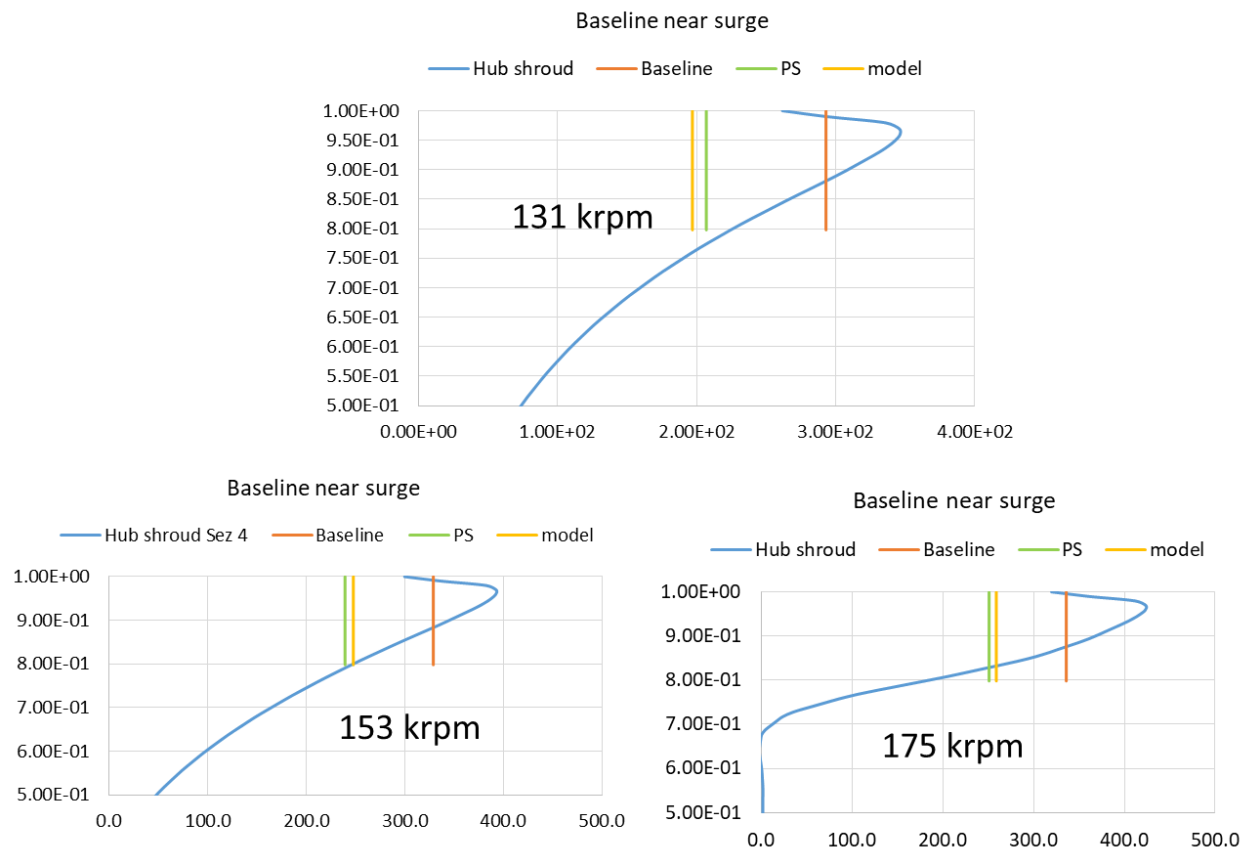 Baseline near surge
Hub shroud Baseline PS model
1.00E+00
9.50E-01
9.00E-01
8.50E-01
131 krpm
8.00E-01
7.50E-01
7.00E-01
6.50E-01
6.00E-01
5.50E-01
5.00E-01
0.00E+00 1.00E+02 2.00E+02 3.00E+02 4.00E+02
Baseline near surge
Hub shroud Sez 4 Baseline PS model
1.00E+00
9.00E-01
8.00E-01
7.00E-01
153 krpm
6.00E-01
5.00E-01
0.0 100.0 200.0 300.0 400.0 500.0
Baseline near surge
Hub shroud Baseline PS model
1.00E+00
9.00E-01
8.00E-01
7.00E-01
175 krpm
6.00E-01
5.00E-01
0.0 100.0 200.0 300.0 400.0 500.0